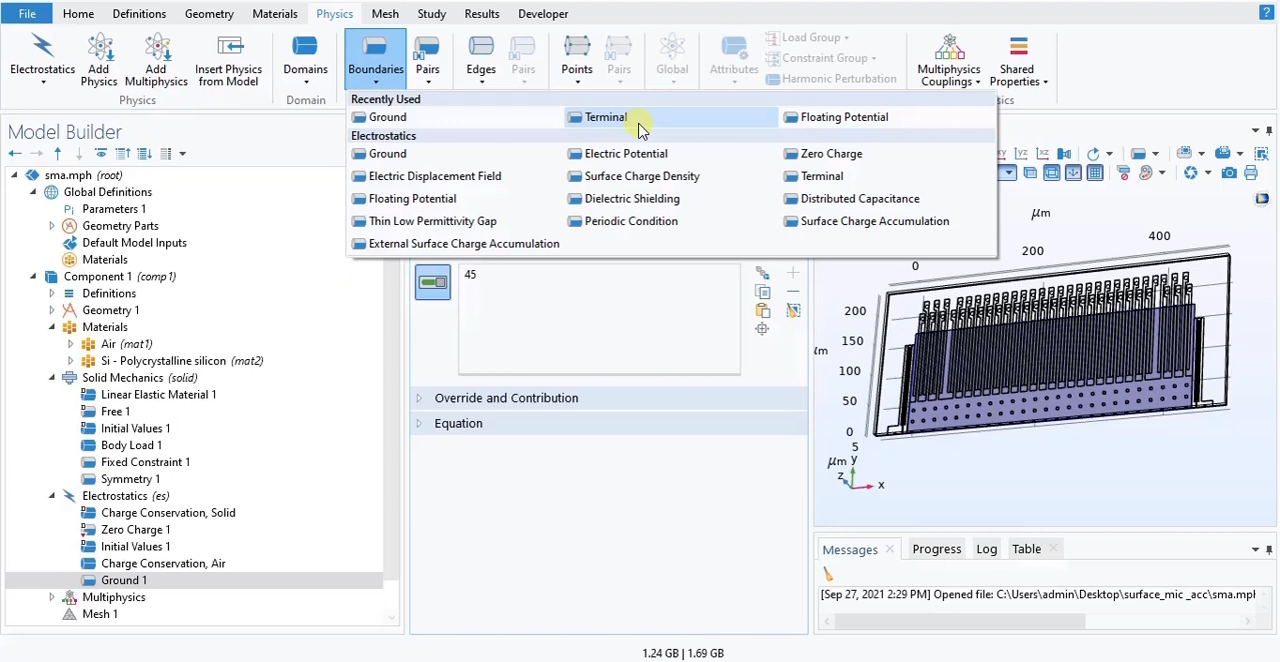 File Home Definitions Geometry Materials Physics Mesh Study Results Developer ?
Electrostatics Add Physics Add Multiphysics Insert Physics from Model Domains Boundaries Pairs Edges Pairs Points Pairs Global Attributes Load Group Constraint Group Harmonic Perturbation Multiphysics Couplings Shared Properties
Physics Domain
Recently Used
Ground Terminal Floating Potential
Electrostatics
Ground Electric Potential Zero Charge
Electric Displacement Field Surface Charge Density Terminal
Floating Potential Dielectric Shielding Distributed Capacitance
Thin Low Permittivity Gap Periodic Condition Surface Charge Accumulation
External Surface Charge Accumulation
Model Builder
sma.mph (root)
Global Definitions
Parameters 1
Geometry Parts
Default Model Inputs
Materials
Component 1 (comp1)
Definitions
Geometry 1
Materials
Air (mat1)
Si - Polycrystalline silicon (mat2)
Solid Mechanics (solid)
Linear Elastic Material 1
Free 1
Initial Values 1
Body Load 1
Fixed Constraint 1
Symmetry 1
Electrostatics (es)
Charge Conservation, Solid
Zero Charge 1
Initial Values 1
Charge Conservation, Air
Ground 1
Multiphysics
Mesh 1
45
Override and Contribution
Equation
yz xz
µm
0 200 400
200
150
100
50
0
5
µm
y
z
x
Messages Progress Log Table
[Sep 27, 2021 2:29 PM] Opened file: C:\Users\admin\Desktop\surface_mic _acc\sma.mph
1.24 GB | 1.69 GB